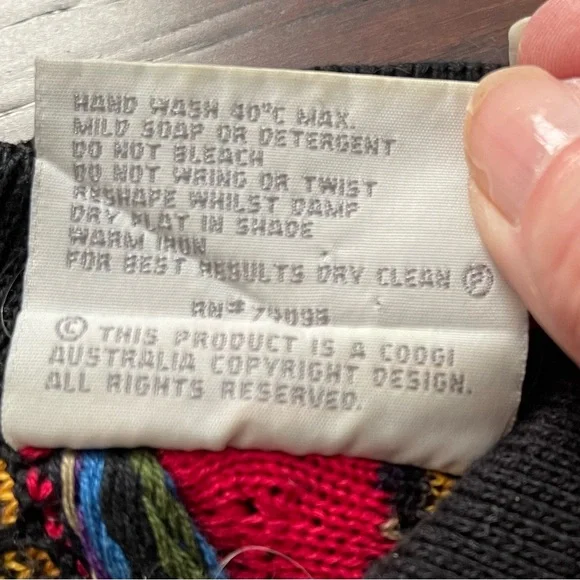 HAND WASH 40°C MAX.
MILD SOAP OR DETERGENT
DO NOT BLEACH
DO NOT WRING OR TWIST
RESHAPE WHILST DAMP
DRY FLAT IN SHADE
WARM IRON
FOR BEST RESULTS DRY CLEAN Ⓟ
RN# 74095
© THIS PRODUCT IS A COOGI
AUSTRALIA COPYRIGHT DESIGN.
ALL RIGHTS RESERVED.